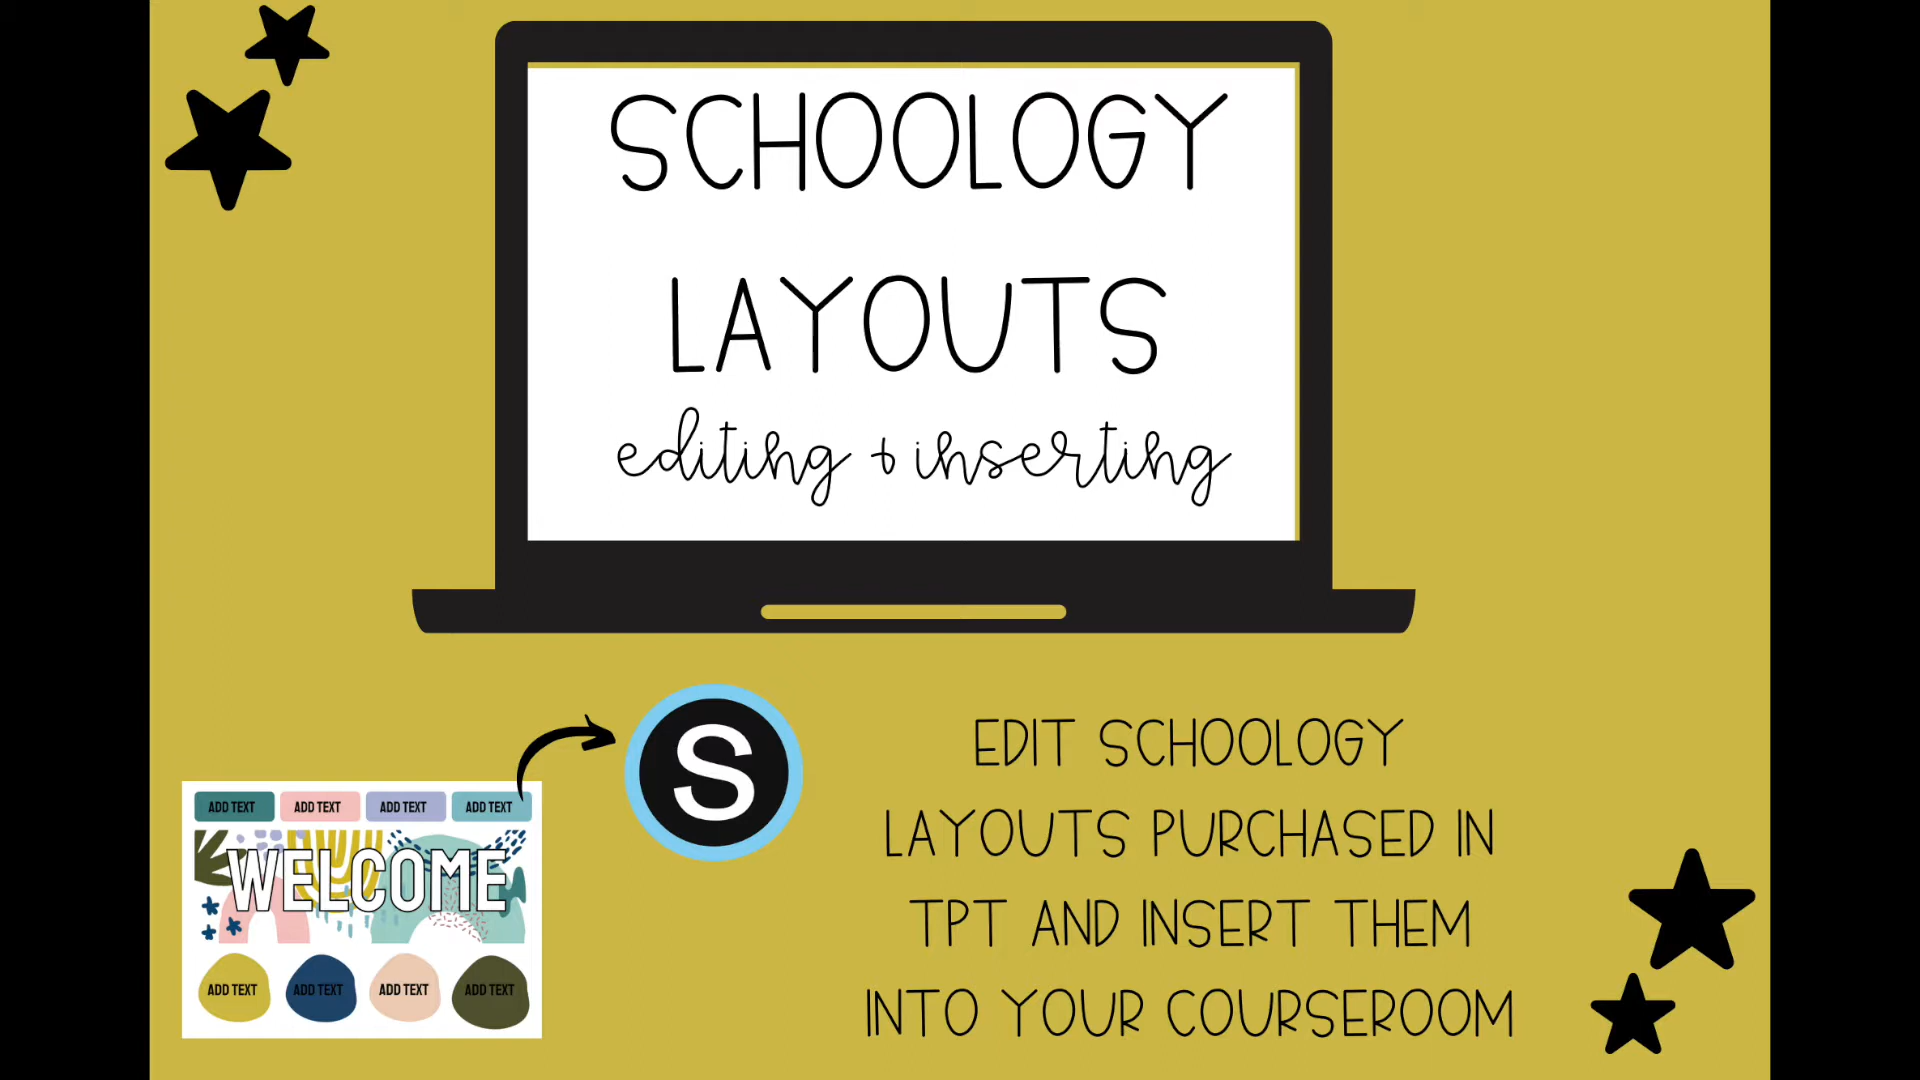 SCHOOLOGY
LAYOUTS
editing + inserting
S
EDIT SCHOOLOGY
LAYOUTS PURCHASED IN
TPT AND INSERT THEM
INTO YOUR COURSEROOM
ADD TEXT ADD TEXT ADD TEXT ADD TEXT
WELCOME
ADD TEXT ADD TEXT ADD TEXT ADD TEXT